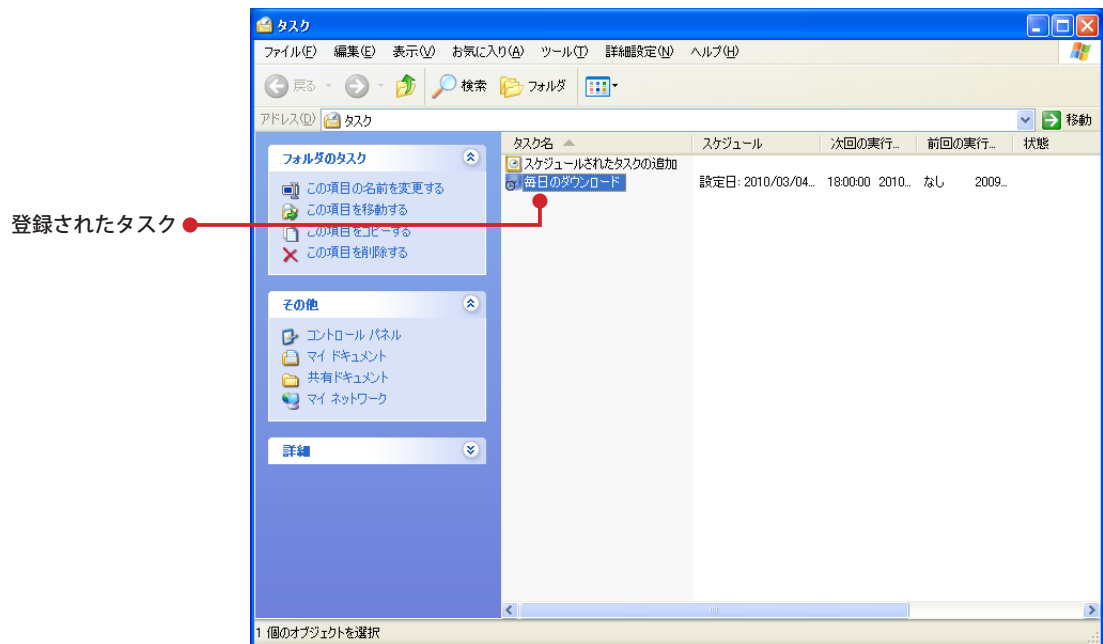 タスク
ファイル(F) 編集(E) 表示(V) お気に入り(A) ツール(T) 詳細設定(N) ヘルプ(H)
戻る 検索 フォルダ
アドレス(D) タスク 移動
フォルダのタスク
この項目の名前を変更する
この項目を移動する
この項目をコピーする
この項目を削除する
その他
コントロール パネル
マイ ドキュメント
共有ドキュメント
マイ ネットワーク
詳細
タスク名 スケジュール 次回の実行... 前回の実行... 状態
スケジュールされたタスクの追加
毎日のダウンロード 設定日: 2010/03/04... 18:00:00 2010... なし 2009...
登録されたタスク
1 個のオブジェクトを選択